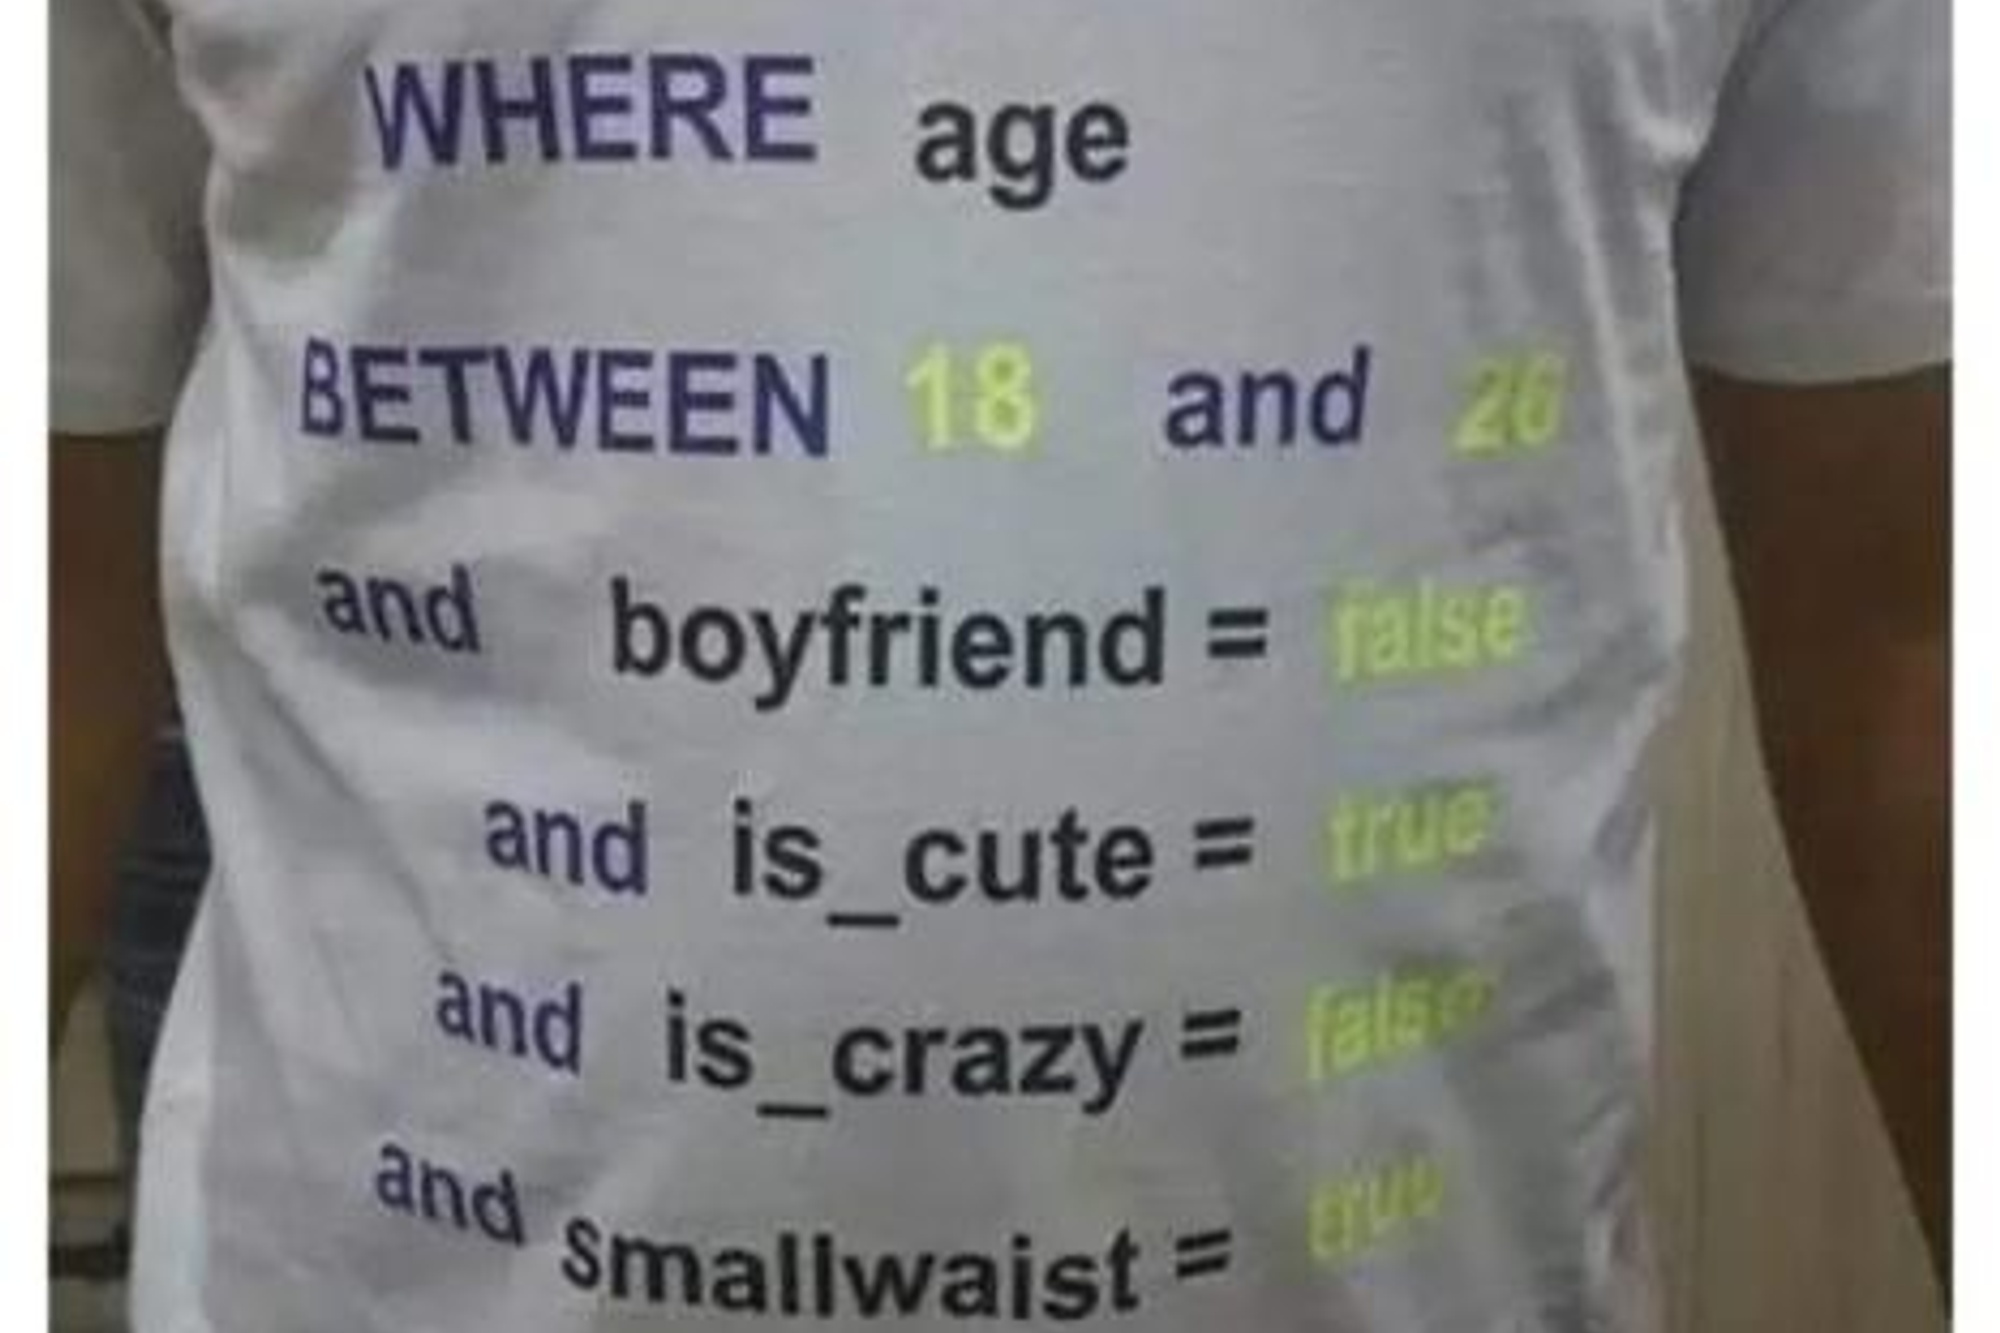 WHERE age
BETWEEN 18 and 26
and boyfriend = false
and is_cute = true
and is_crazy = false
and smallwaist = true